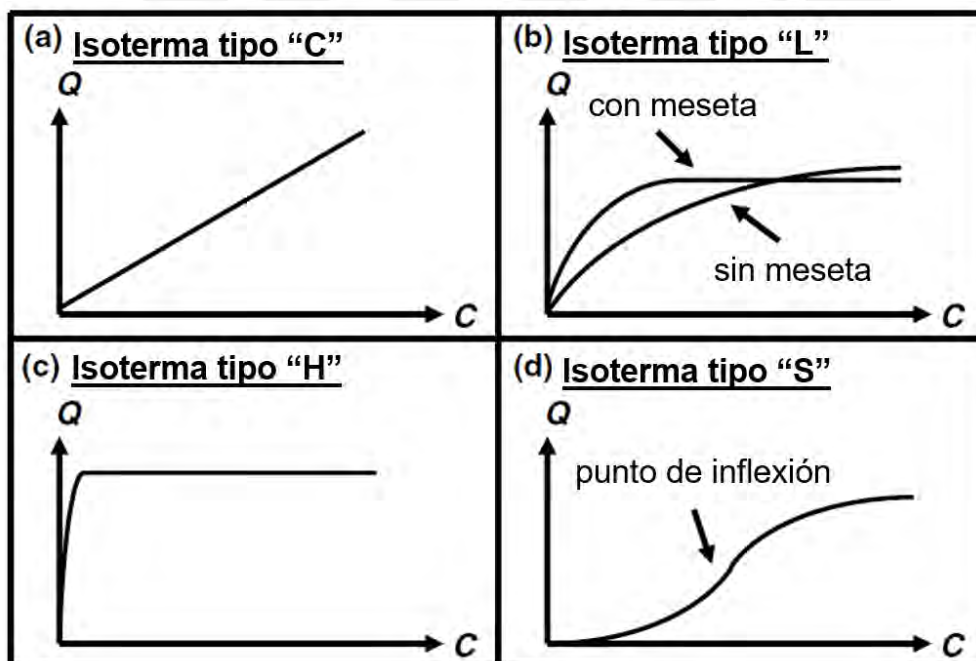 (a) Isoterma tipo “C”
Q
C
(b) Isoterma tipo “L”
Q
con meseta
sin meseta
C
(c) Isoterma tipo “H”
Q
C
(d) Isoterma tipo “S”
Q
punto de inflexión
C